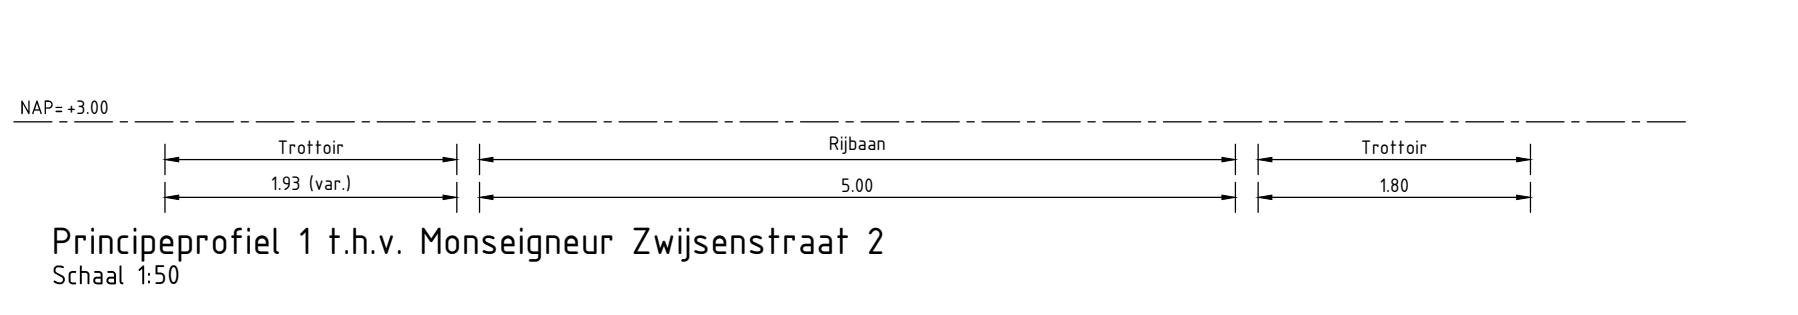 NAP= +3.00
Trottoir Rijbaan Trottoir
1.93 (var.) 5.00 1.80
Principeprofiel 1 t.h.v. Monseigneur Zwijsenstraat 2
Schaal 1:50